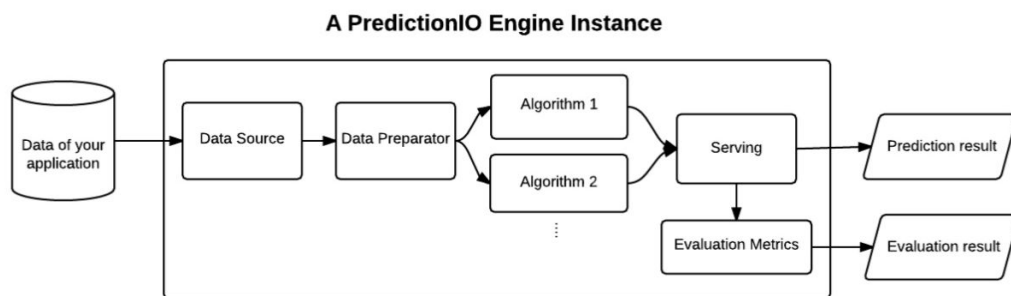 A PredictionIO Engine Instance
Data of your
application
Data Source
Data Preparator
Algorithm 1
Algorithm 2
Serving
Evaluation Metrics
Prediction result
Evaluation result